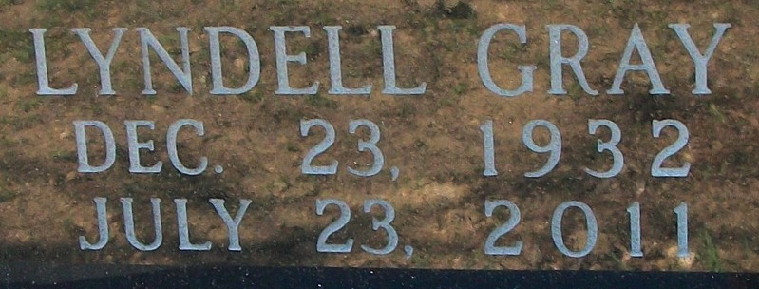 LYNDELL GRAY
DEC. 23, 1932
JULY 23, 2011